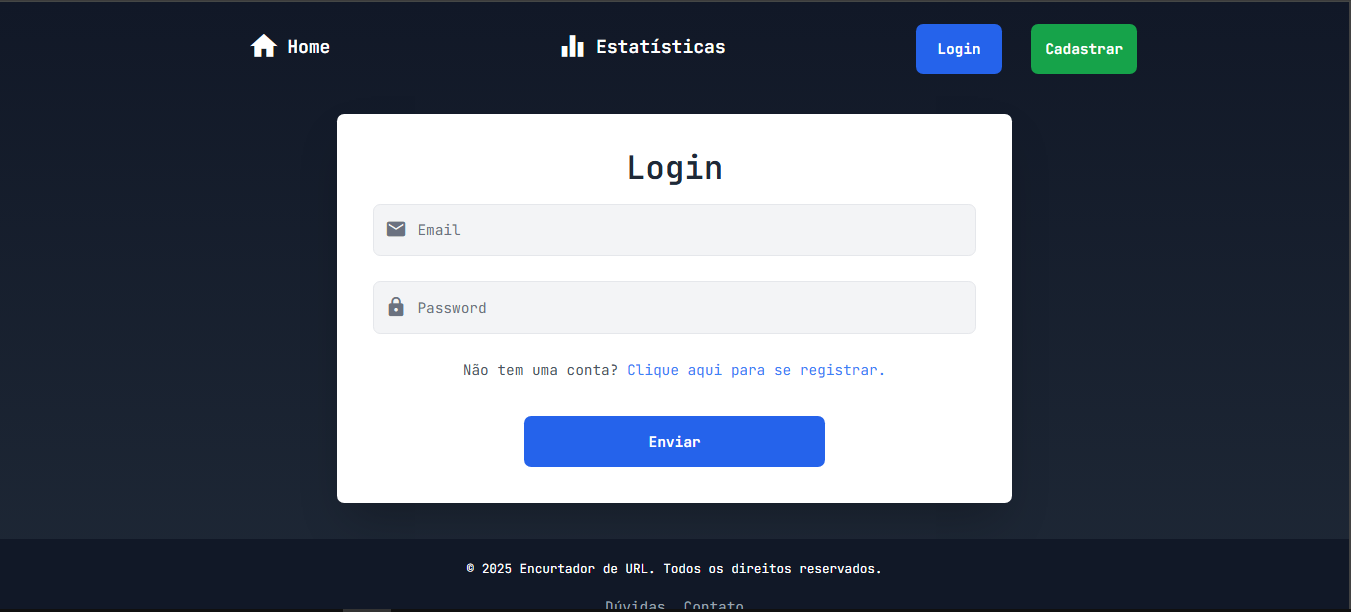 Home
Estatísticas
Login
Cadastrar
Login
Email
Password
Não tem uma conta? Clique aqui para se registrar.
Enviar
© 2025 Encurtador de URL. Todos os direitos reservados.
Dúvidas Contato